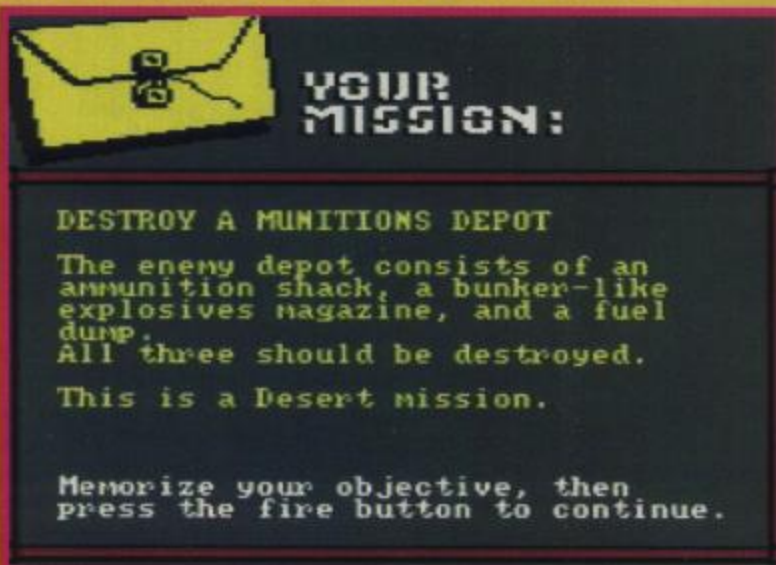 YOUR
MISSION:
DESTROY A MUNITIONS DEPOT
The enemy depot consists of an
ammunition shack, a bunker-like
explosives magazine, and a fuel
dump.
All three should be destroyed.
This is a Desert mission.
Memorize your objective, then
press the fire button to continue.